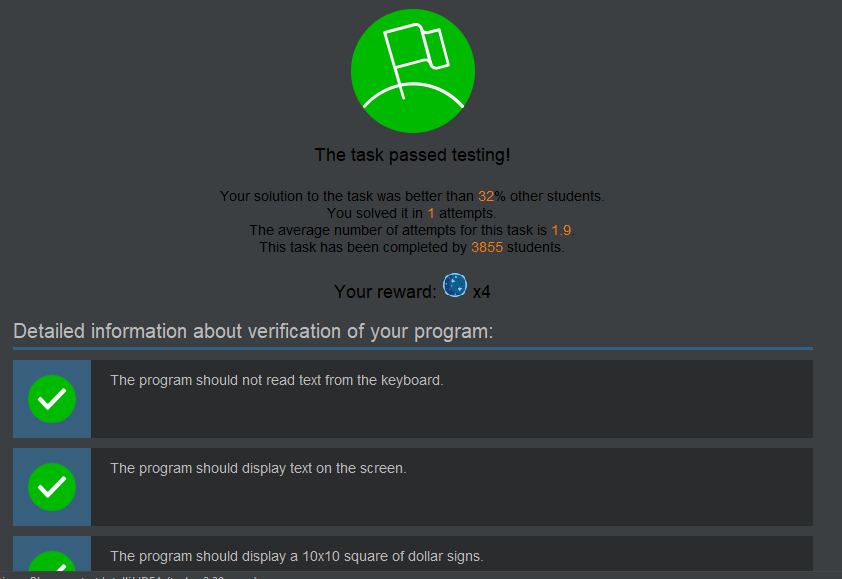 The task passed testing!
Your solution to the task was better than 32% other students.
You solved it in 1 attempts.
The average number of attempts for this task is 1.9.
This task has been completed by 3855 students.
Your reward: x4
Detailed information about verification of your program:
The program should not read text from the keyboard.
The program should display text on the screen.
The program should display a 10x10 square of dollar signs.